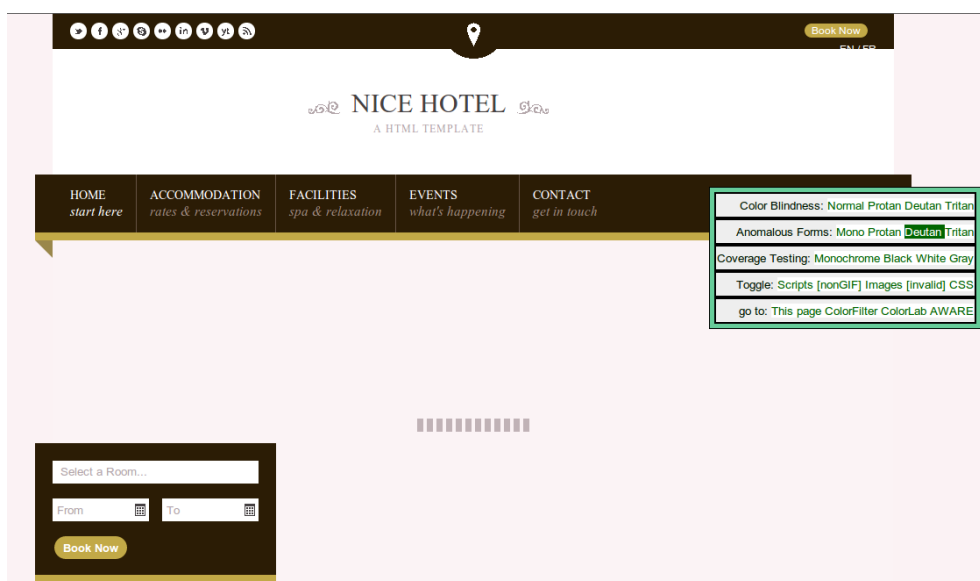 Book Now
EN / FR
NICE HOTEL
A HTML TEMPLATE
HOME ACCOMMODATION FACILITIES EVENTS CONTACT
start here rates & reservations spa & relaxation what's happening get in touch
Color Blindness: Normal Protan Deutan Tritan
Anomalous Forms: Mono Protan Deutan Tritan
Coverage Testing: Monochrome Black White Gray
Toggle: Scripts [nonGIF] Images [invalid] CSS
go to: This page ColorFilter ColorLab AWARE
Select a Room...
From To
Book Now